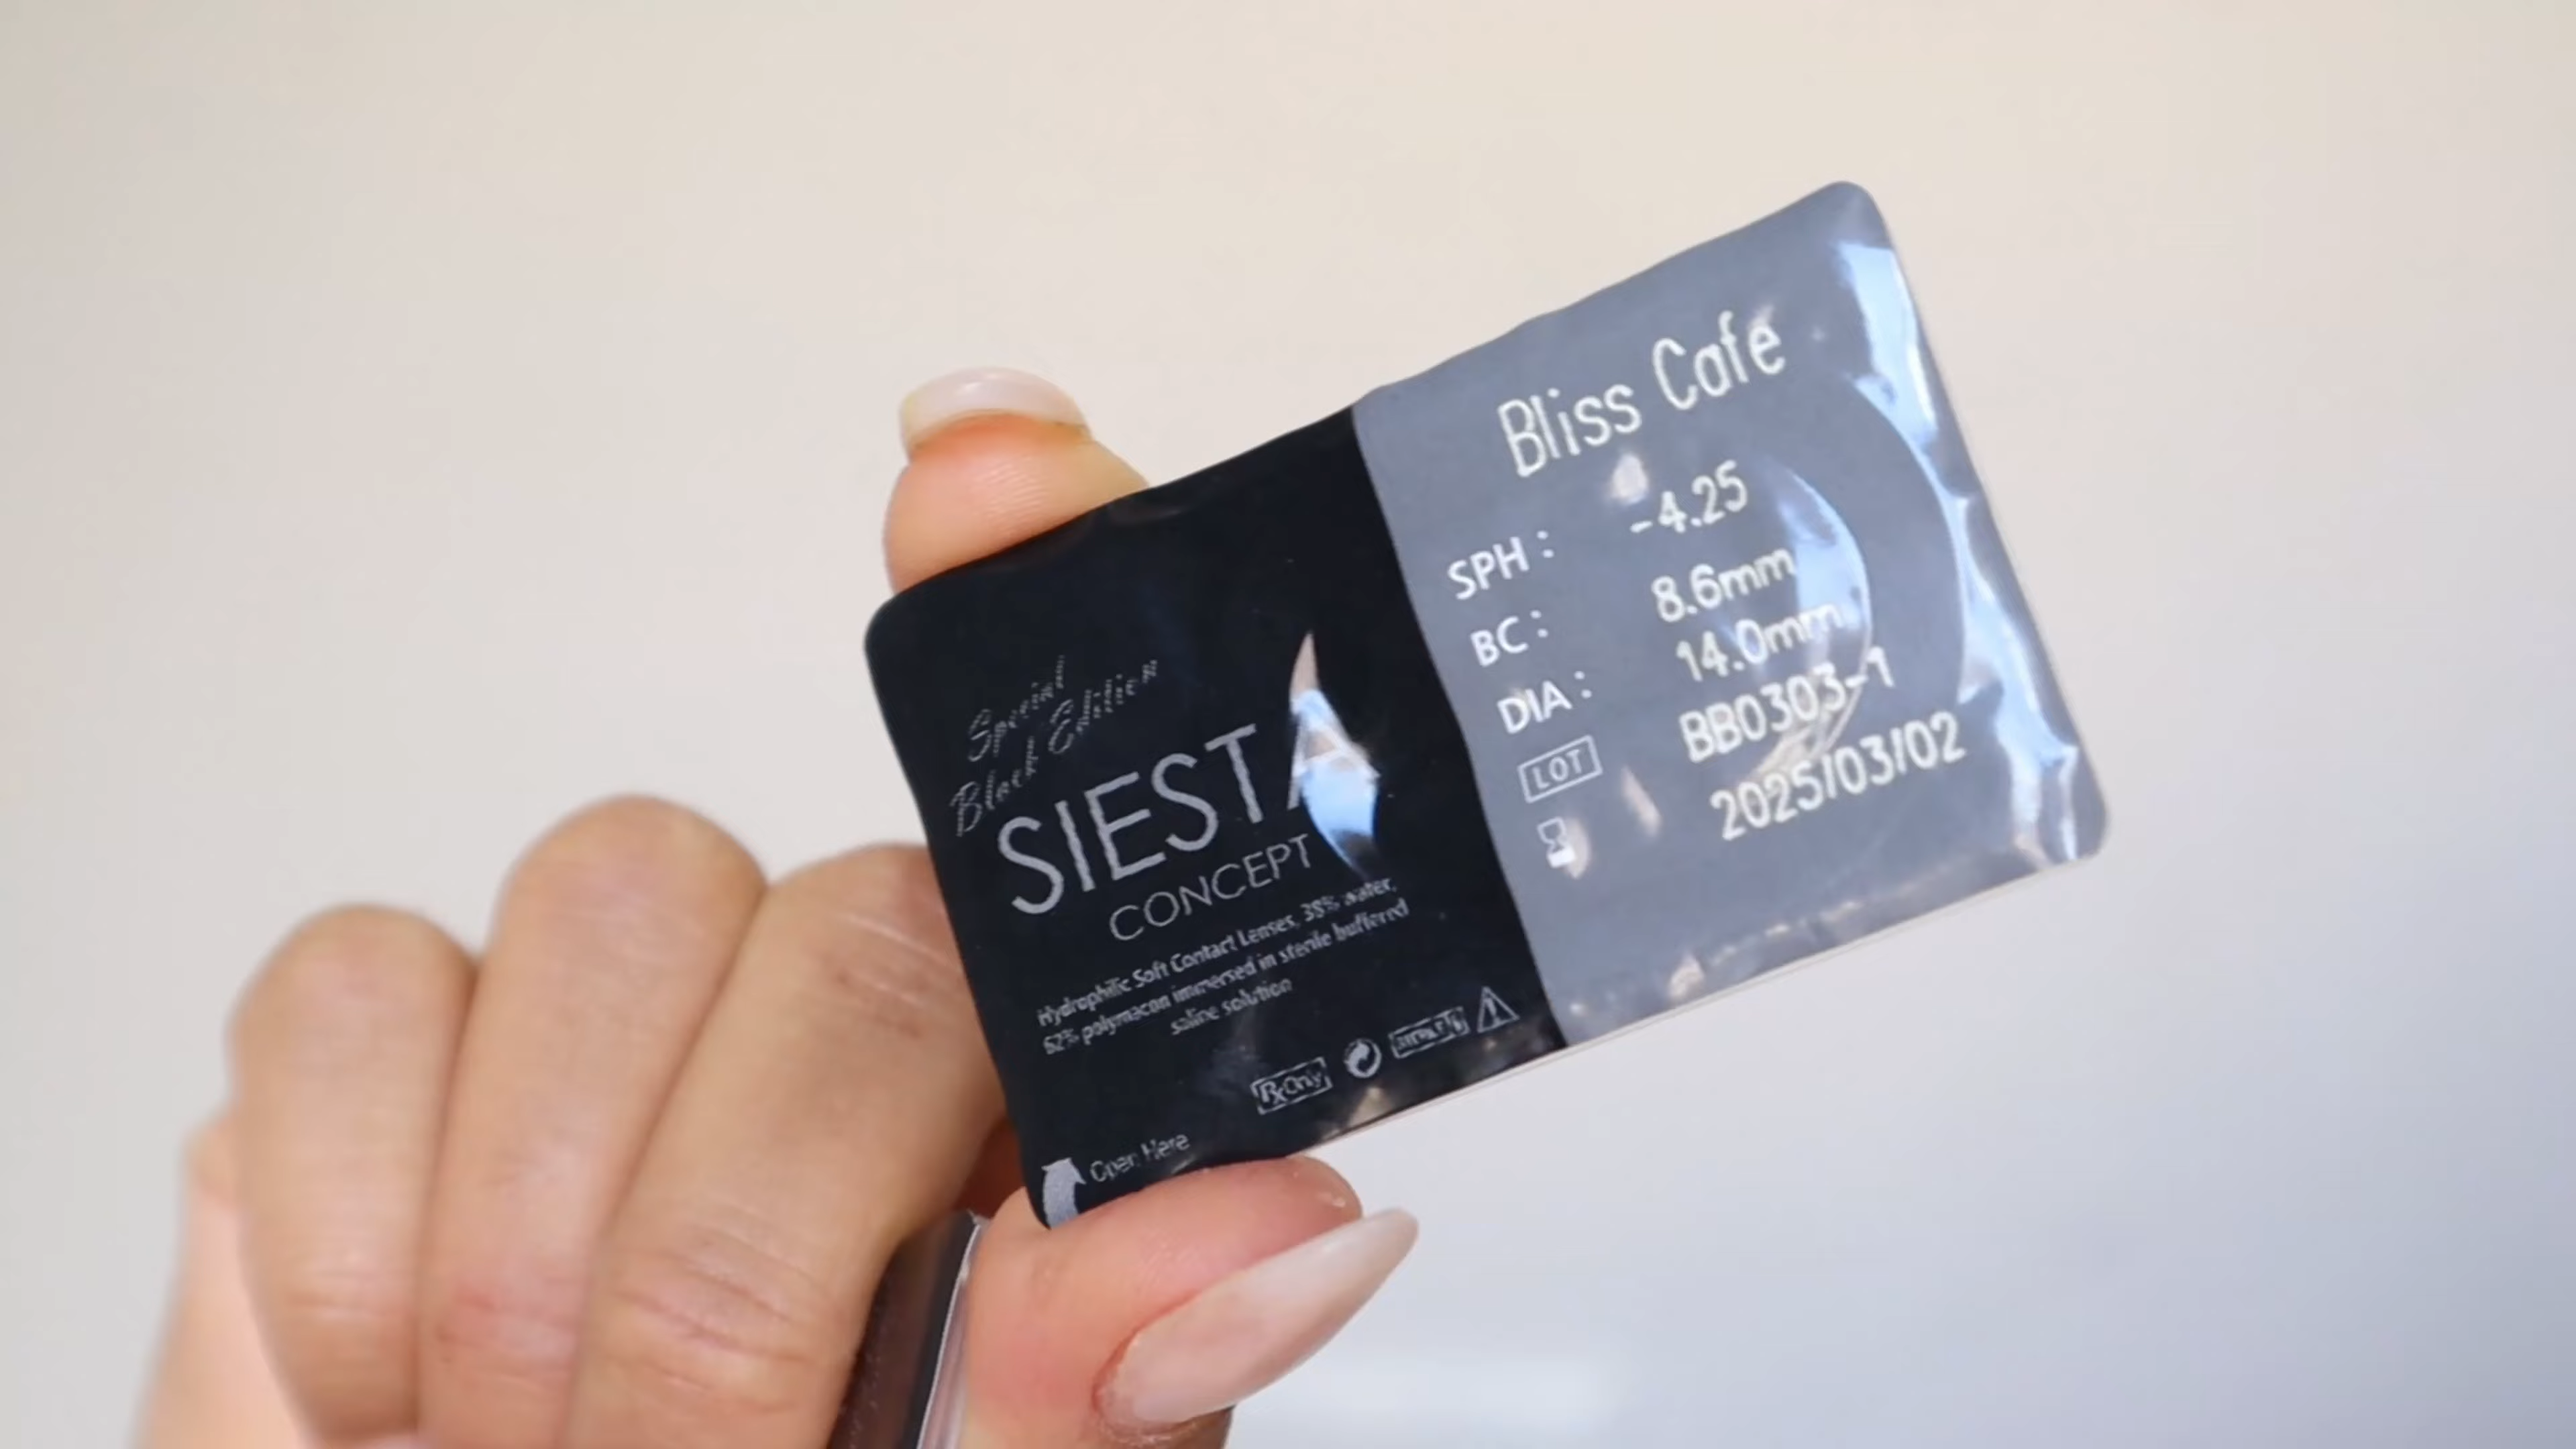 Special
Black Edition
SIESTA
CONCEPT
Hydrophilic Soft Contact Lenses, 38% water,
62% polymacon immersed in sterile buffered
saline solution
Rx Only
Open Here
Bliss Cafe
SPH : -4.25
BC : 8.6mm
DIA : 14.0mm
LOT BB0303-1
2025/03/02